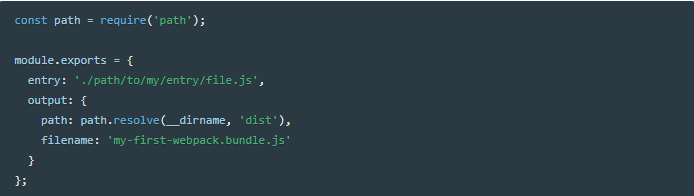 const path = require('path');

module.exports = {
  entry: './path/to/my/entry/file.js',
  output: {
    path: path.resolve(__dirname, 'dist'),
    filename: 'my-first-webpack.bundle.js'
  }
};